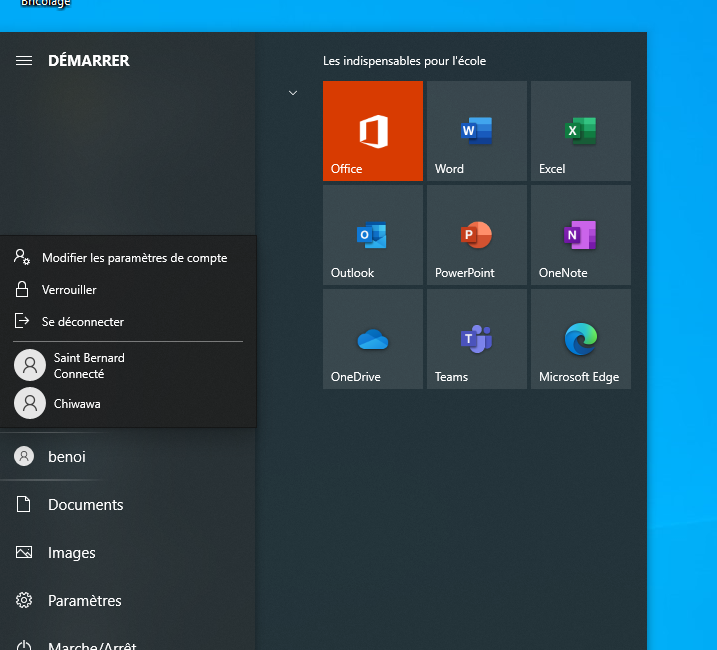 Bricolage
DÉMARRER
Modifier les paramètres de compte
Verrouiller
Se déconnecter
Saint Bernard
Connecté
Chiwawa
benoi
Documents
Images
Paramètres
Marche/Arrêt
Les indispensables pour l'école
Office
Word
Excel
Outlook
PowerPoint
OneNote
OneDrive
Teams
Microsoft Edge